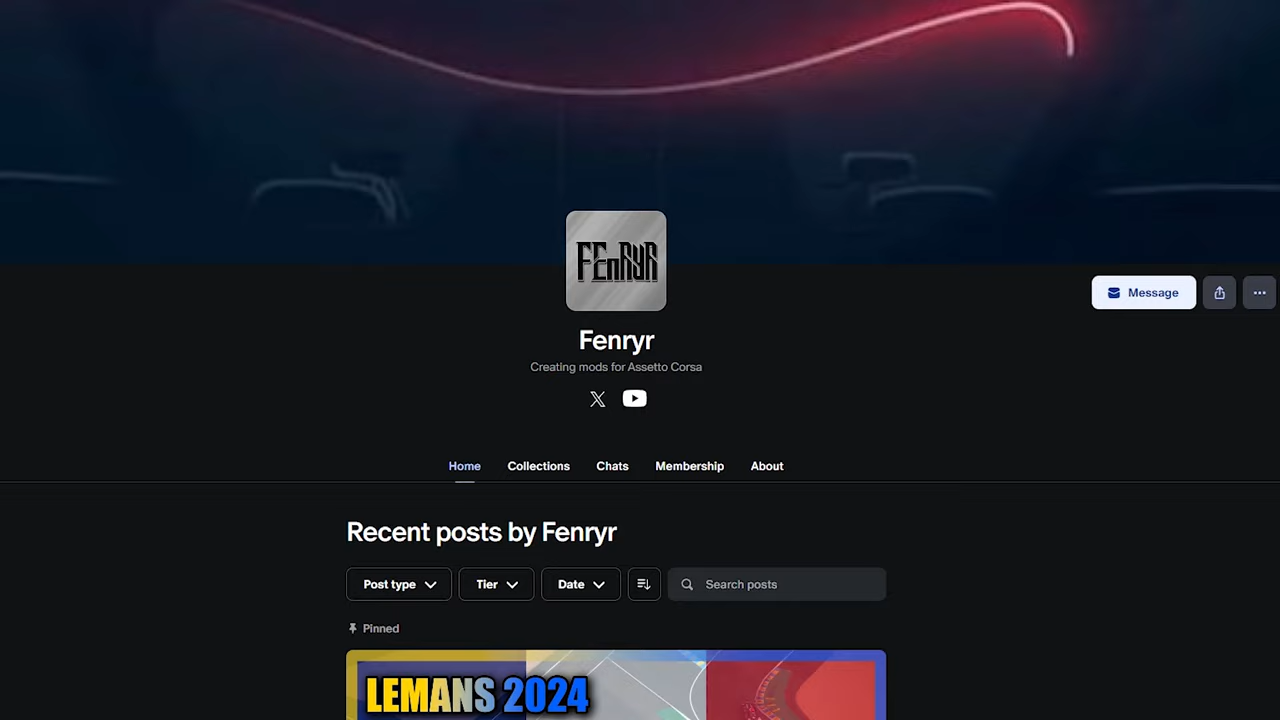 FEnRYR
Message
Fenryr
Creating mods for Assetto Corsa
Home Collections Chats Membership About
Recent posts by Fenryr
Post type Tier Date Search posts
Pinned
LEMANS 2024